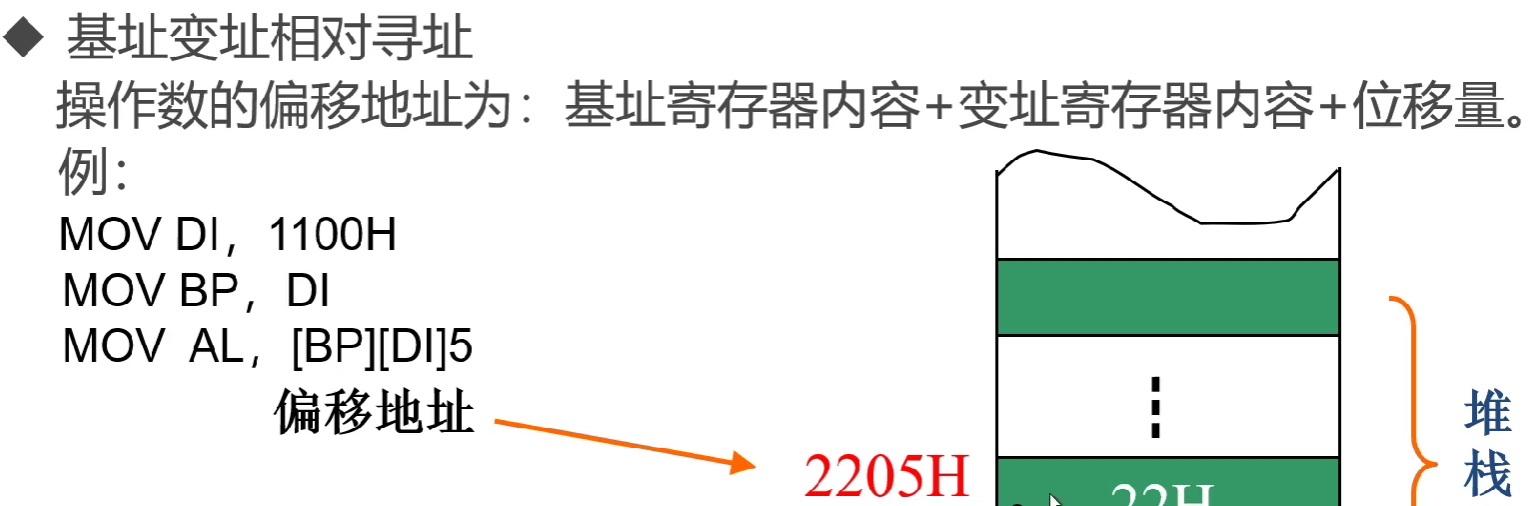 ◆ 基址变址相对寻址
操作数的偏移地址为：基址寄存器内容+变址寄存器内容+位移量。
例：
MOV DI，1100H
MOV BP，DI
MOV AL，[BP][DI]5
偏移地址
2205H
22H
堆栈